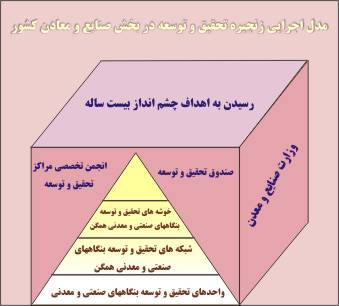 مدل اجرایی زنجیره تحقیق و توسعه در بخش صنایع و معادن کشور
رسیدن به اهداف چشم انداز بیست ساله
وزارت صنایع و معدن
صندوق تحقیق و توسعه
انجمن تخصصی مراکز
تحقیق و توسعه
خوشه های تحقیق و توسعه
بنگاههای صنعتی و معدنی همگن
شبکه های تحقیق و توسعه بنگاههای
صنعتی و معدنی همگن
واحدهای تحقیق و توسعه بنگاههای صنعتی و معدنی